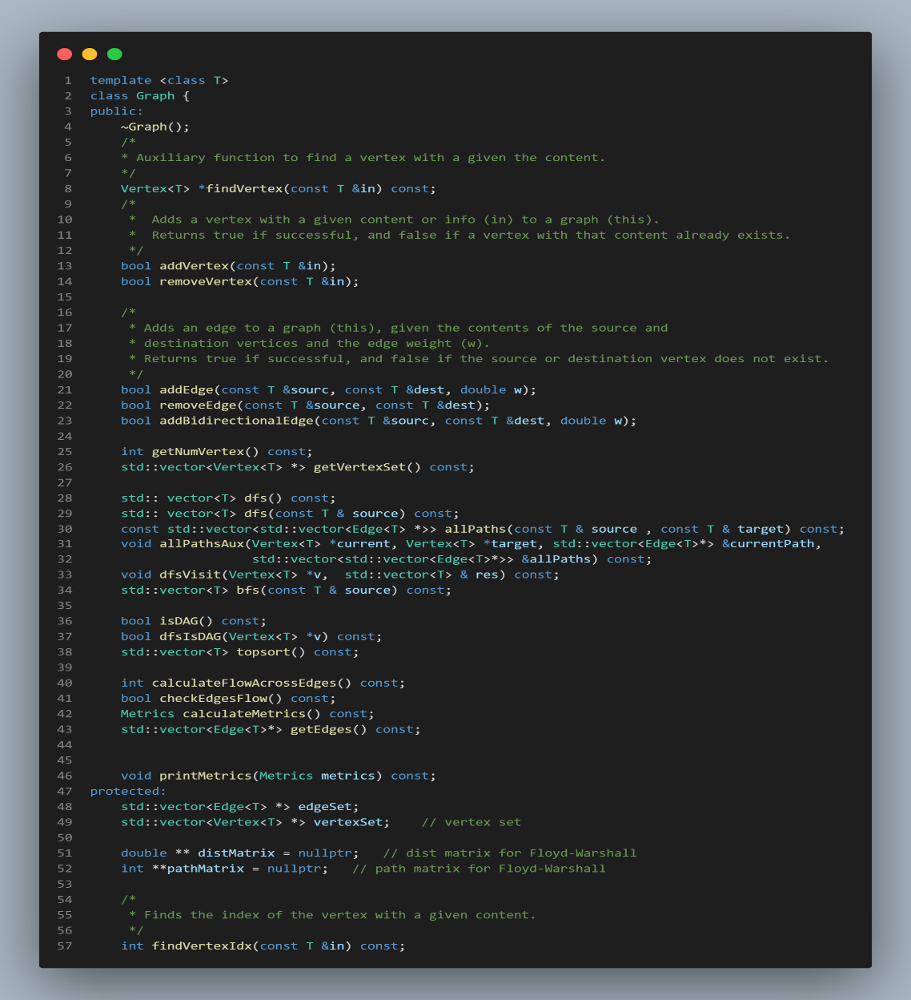 1 template <class T>
2 class Graph {
3 public:
4     ~Graph();
5     /*
6     * Auxiliary function to find a vertex with a given the content.
7     */
8     Vertex<T> *findVertex(const T &in) const;
9     /*
10      *  Adds a vertex with a given content or info (in) to a graph (this).
11      *  Returns true if successful, and false if a vertex with that content already exists.
12      */
13     bool addVertex(const T &in);
14     bool removeVertex(const T &in);
15
16     /*
17      * Adds an edge to a graph (this), given the contents of the source and
18      * destination vertices and the edge weight (w).
19      * Returns true if successful, and false if the source or destination vertex does not exist.
20      */
21     bool addEdge(const T &sourc, const T &dest, double w);
22     bool removeEdge(const T &source, const T &dest);
23     bool addBidirectionalEdge(const T &sourc, const T &dest, double w);
24
25     int getNumVertex() const;
26     std::vector<Vertex<T> *> getVertexSet() const;
27
28     std:: vector<T> dfs() const;
29     std:: vector<T> dfs(const T & source) const;
30     const std::vector<std::vector<Edge<T> *>> allPaths(const T & source , const T & target) const;
31     void allPathsAux(Vertex<T> *current, Vertex<T> *target, std::vector<Edge<T>*> &currentPath,
32                      std::vector<std::vector<Edge<T>*>> &allPaths) const;
33     void dfsVisit(Vertex<T> *v,  std::vector<T> & res) const;
34     std::vector<T> bfs(const T & source) const;
35
36     bool isDAG() const;
37     bool dfsIsDAG(Vertex<T> *v) const;
38     std::vector<T> topsort() const;
39
40     int calculateFlowAcrossEdges() const;
41     bool checkEdgesFlow() const;
42     Metrics calculateMetrics() const;
43     std::vector<Edge<T>*> getEdges() const;
44
45
46     void printMetrics(Metrics metrics) const;
47 protected:
48     std::vector<Edge<T> *> edgeSet;
49     std::vector<Vertex<T> *> vertexSet;    // vertex set
50
51     double ** distMatrix = nullptr;   // dist matrix for Floyd-Warshall
52     int **pathMatrix = nullptr;   // path matrix for Floyd-Warshall
53
54     /*
55      * Finds the index of the vertex with a given content.
56      */
57     int findVertexIdx(const T &in) const;